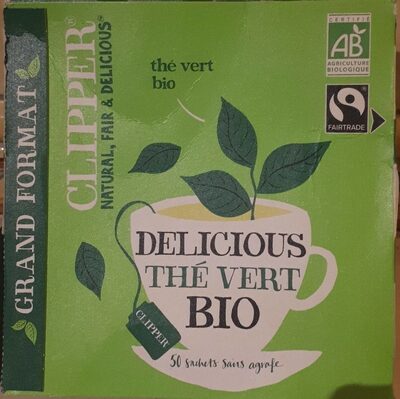 GRAND FORMAT
CLIPPER®
NATURAL, FAIR & DELICIOUS®
thé vert
bio
CERTIFIÉ
AB
AGRICULTURE
BIOLOGIQUE
FAIRTRADE
DELICIOUS
THÉ VERT
BIO
CLIPPER
50 sachets sans agrafe